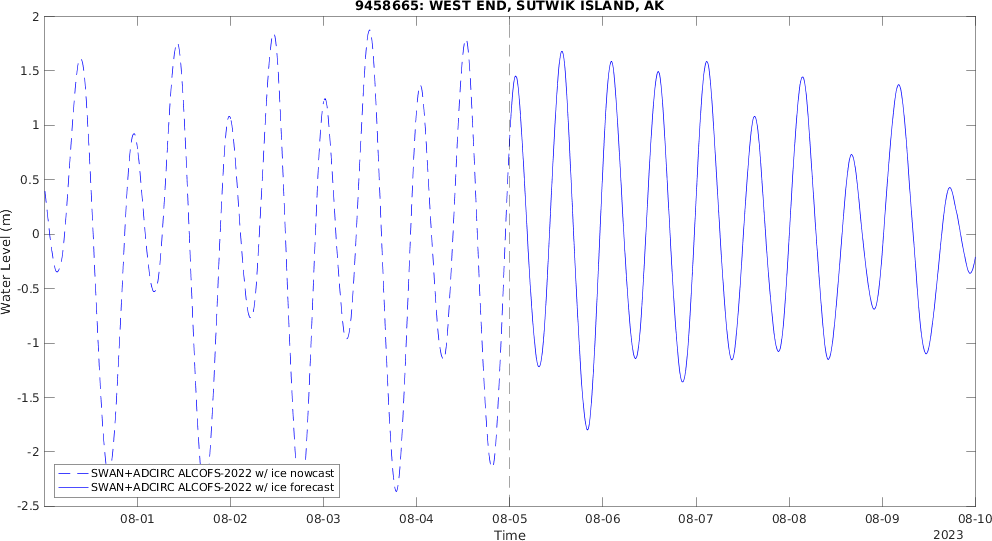 9458665: WEST END, SUTWIK ISLAND, AK
Water Level (m)
2
1.5
1
0.5
0
-0.5
-1
-1.5
-2
-2.5
SWAN+ADCIRC ALCOFS-2022 w/ ice nowcast
SWAN+ADCIRC ALCOFS-2022 w/ ice forecast
08-01 08-02 08-03 08-04 08-05 08-06 08-07 08-08 08-09 08-10
Time
2023